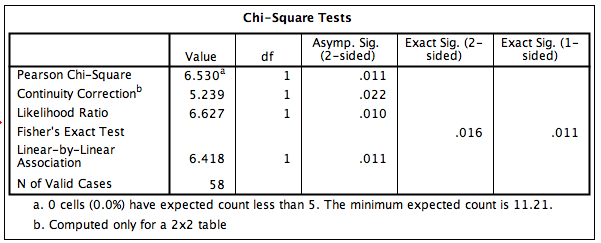 Chi-Square Tests
Value df Asymp. Sig. (2-sided) Exact Sig. (2-sided) Exact Sig. (1-sided)
Pearson Chi-Square 6.530a 1 .011
Continuity Correctionb 5.239 1 .022
Likelihood Ratio 6.627 1 .010
Fisher's Exact Test .016 .011
Linear-by-Linear Association 6.418 1 .011
N of Valid Cases 58
a. 0 cells (0.0%) have expected count less than 5. The minimum expected count is 11.21.
b. Computed only for a 2x2 table